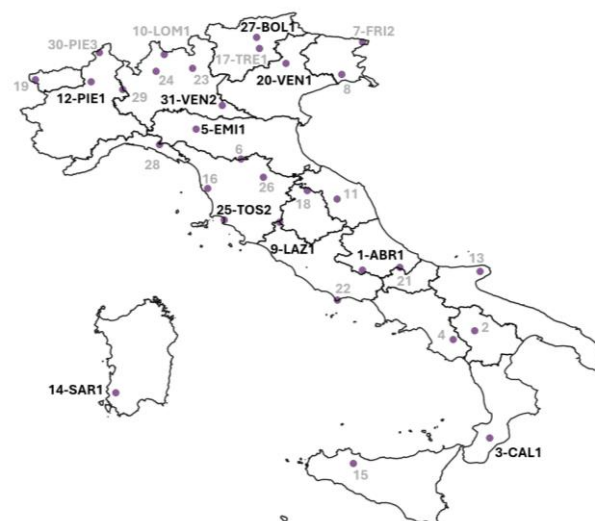 27-BOL1
10-LOM1
7-FRI2
30-PIE3
17-TRE1
20-VEN1
19
24
23
8
12-PIE1
29
31-VEN2
5-EMI1
28
6
16
26
18
11
25-TOS2
9-LAZ1
1-ABR1
13
21
22
4
2
14-SAR1
3-CAL1
15